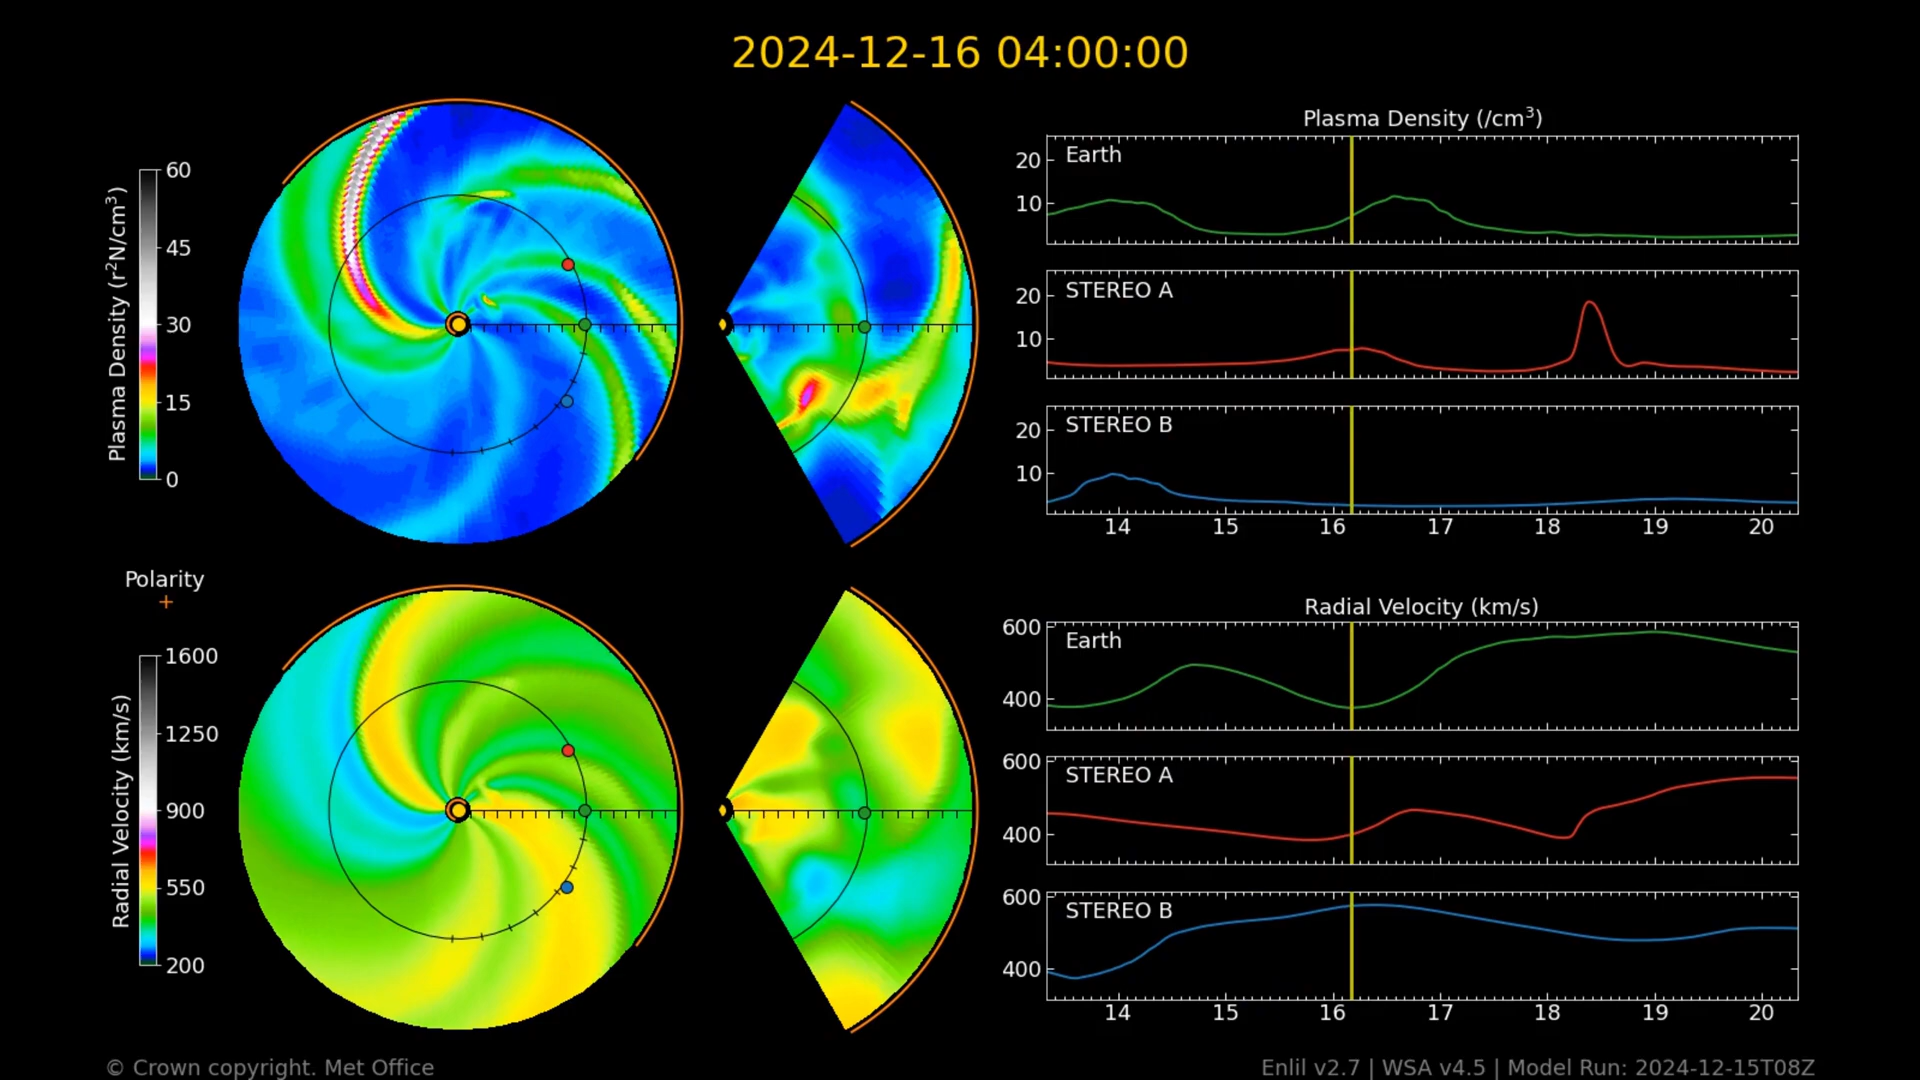 2024-12-16 04:00:00
Plasma Density (r²N/cm³)
60
45
30
15
0
Plasma Density (/cm³)
Earth
20
10
STEREO A
20
10
STEREO B
20
10
14 15 16 17 18 19 20
Polarity
+
Radial Velocity (km/s)
1600
1250
900
550
200
Radial Velocity (km/s)
600
Earth
400
600
STEREO A
400
600
STEREO B
400
14 15 16 17 18 19 20
© Crown copyright. Met Office
Enlil v2.7 | WSA v4.5 | Model Run: 2024-12-15T08Z